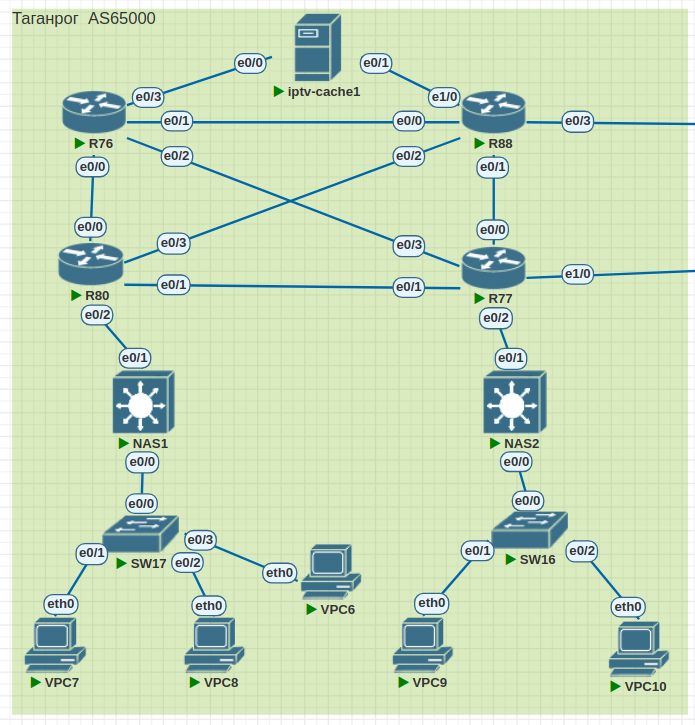 Таганрог AS65000
e0/0
e0/1
iptv-cache1
e0/3
e1/0
e0/1
e0/0
e0/3
R76
R88
e0/2
e0/2
e0/0
e0/1
e0/0
e0/0
e0/3
e0/3
e1/0
e0/1
e0/1
R80
R77
e0/2
e0/2
e0/1
e0/1
NAS1
NAS2
e0/0
e0/0
e0/0
e0/0
e0/3
e0/1
e0/1
e0/2
SW17
SW16
e0/2
eth0
eth0
eth0
eth0
eth0
VPC6
VPC7
VPC8
VPC9
VPC10